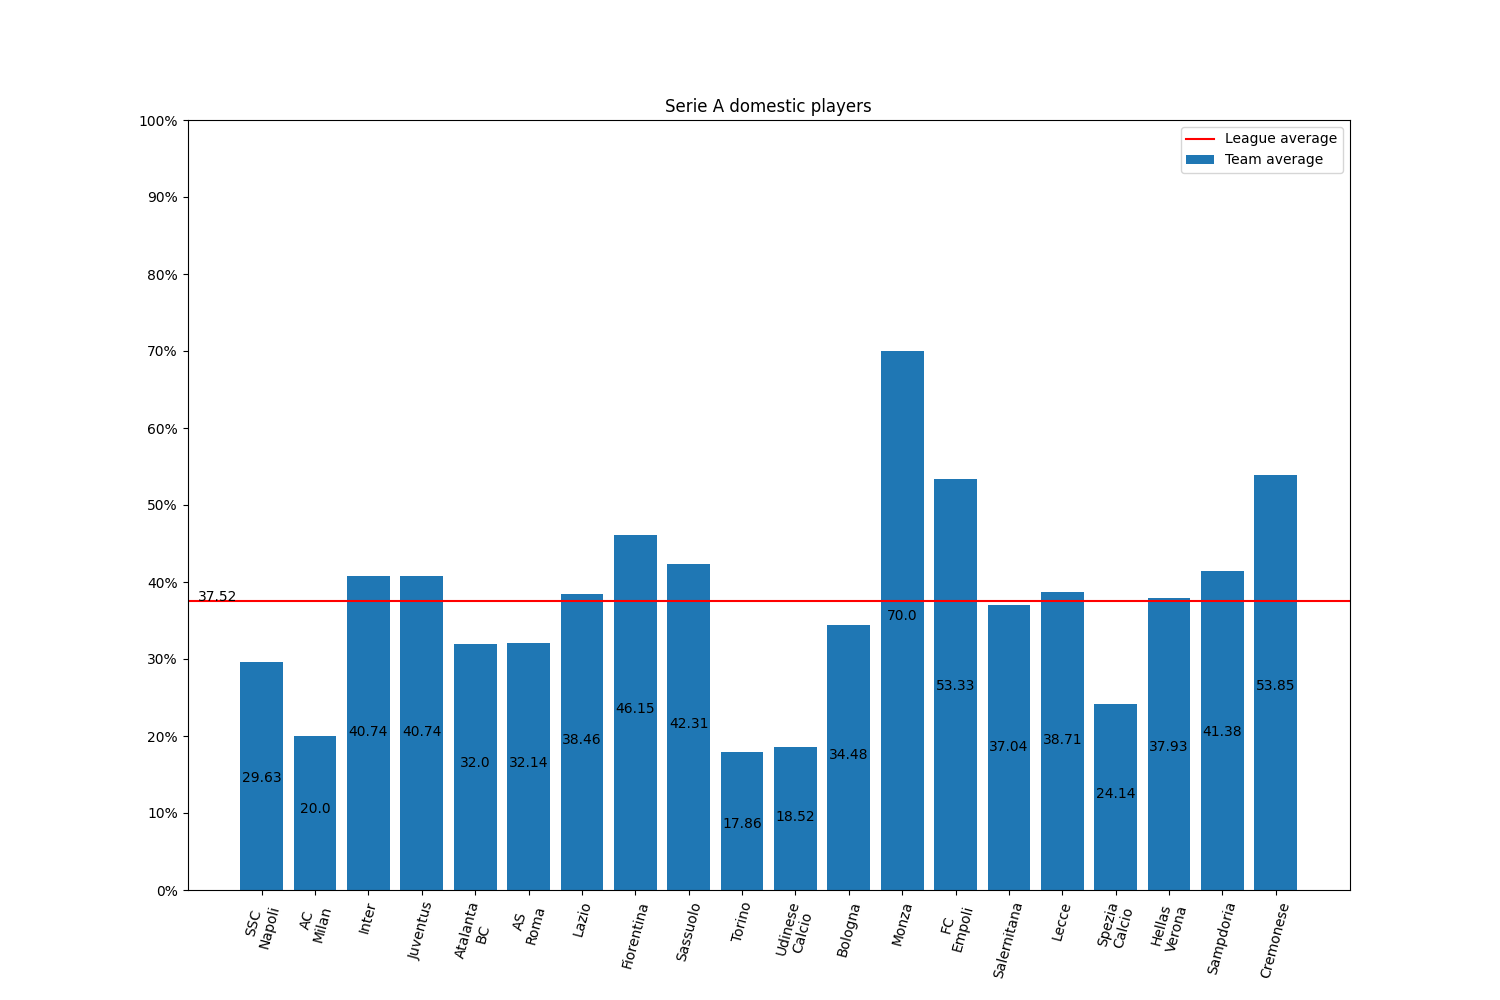 Serie A domestic players
League average
Team average
100%
90%
80%
70%
60%
50%
40%
30%
20%
10%
0%
37.52
29.63
20.0
40.74
40.74
32.0
32.14
38.46
46.15
42.31
17.86
18.52
34.48
70.0
53.33
37.04
38.71
24.14
37.93
41.38
53.85
SSC
Napoli
AC
Milan
Inter
Juventus
Atalanta
BC
AS
Roma
Lazio
Fiorentina
Sassuolo
Torino
Udinese
Calcio
Bologna
Monza
FC
Empoli
Salernitana
Lecce
Spezia
Calcio
Hellas
Verona
Sampdoria
Cremonese